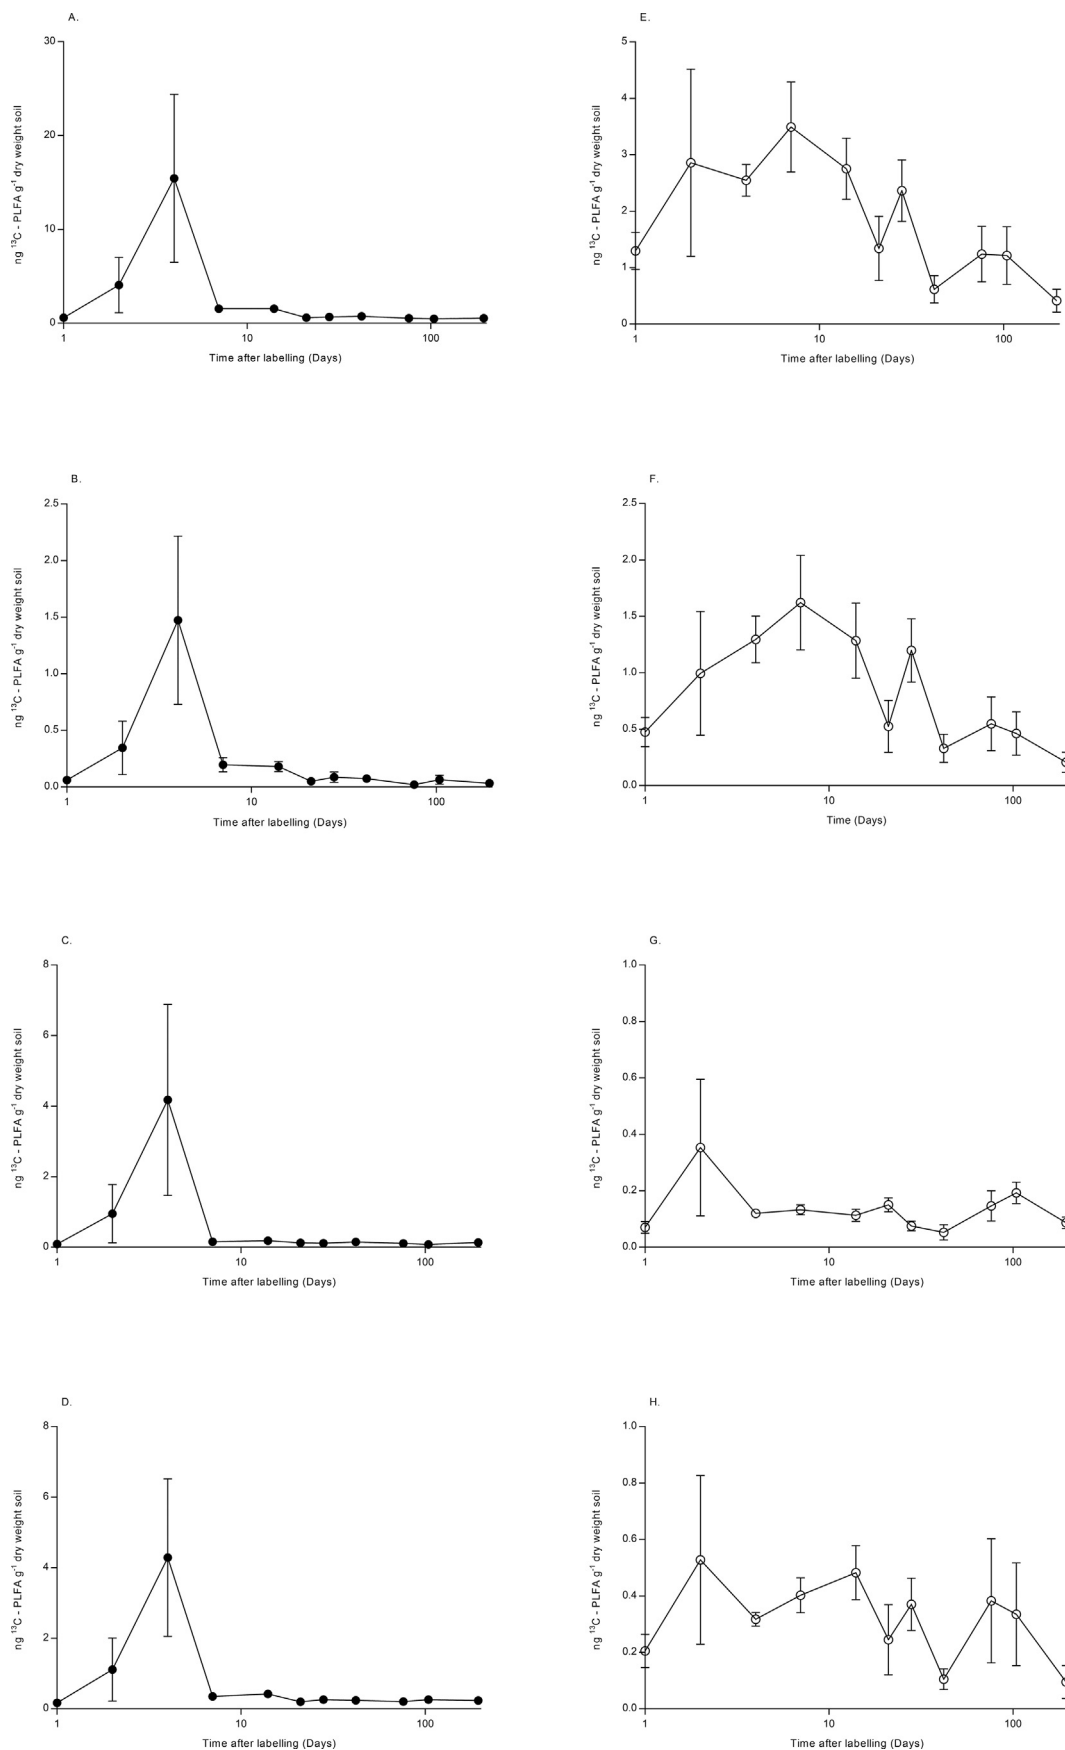 A.
30
20
10
0
ng ¹³C - PLFA g⁻¹ dry weight soil
1
10
100
Time after labelling (Days)
E.
5
4
3
2
1
0
ng ¹³C - PLFA g⁻¹ dry weight soil
1
10
100
Time after labelling (Days)
B.
2.5
2.0
1.5
1.0
0.5
0.0
ng ¹³C - PLFA g⁻¹ dry weight soil
1
10
100
Time after labelling (Days)
F.
2.5
2.0
1.5
1.0
0.5
0.0
ng ¹³C - PLFA g⁻¹ dry weight soil
1
10
100
Time (Days)
C.
8
6
4
2
0
ng ¹³C - PLFA g⁻¹ dry weight soil
1
10
100
Time after labelling (Days)
G.
1.0
0.8
0.6
0.4
0.2
0.0
ng ¹³C - PLFA g⁻¹ dry weight soil
1
10
100
Time after labelling (Days)
D.
8
6
4
2
0
ng ¹³C - PLFA g⁻¹ dry weight soil
1
10
100
Time after labelling (Days)
H.
1.0
0.8
0.6
0.4
0.2
0.0
ng ¹³C - PLFA g⁻¹ dry weight soil
1
10
100
Time after labelling (Days)